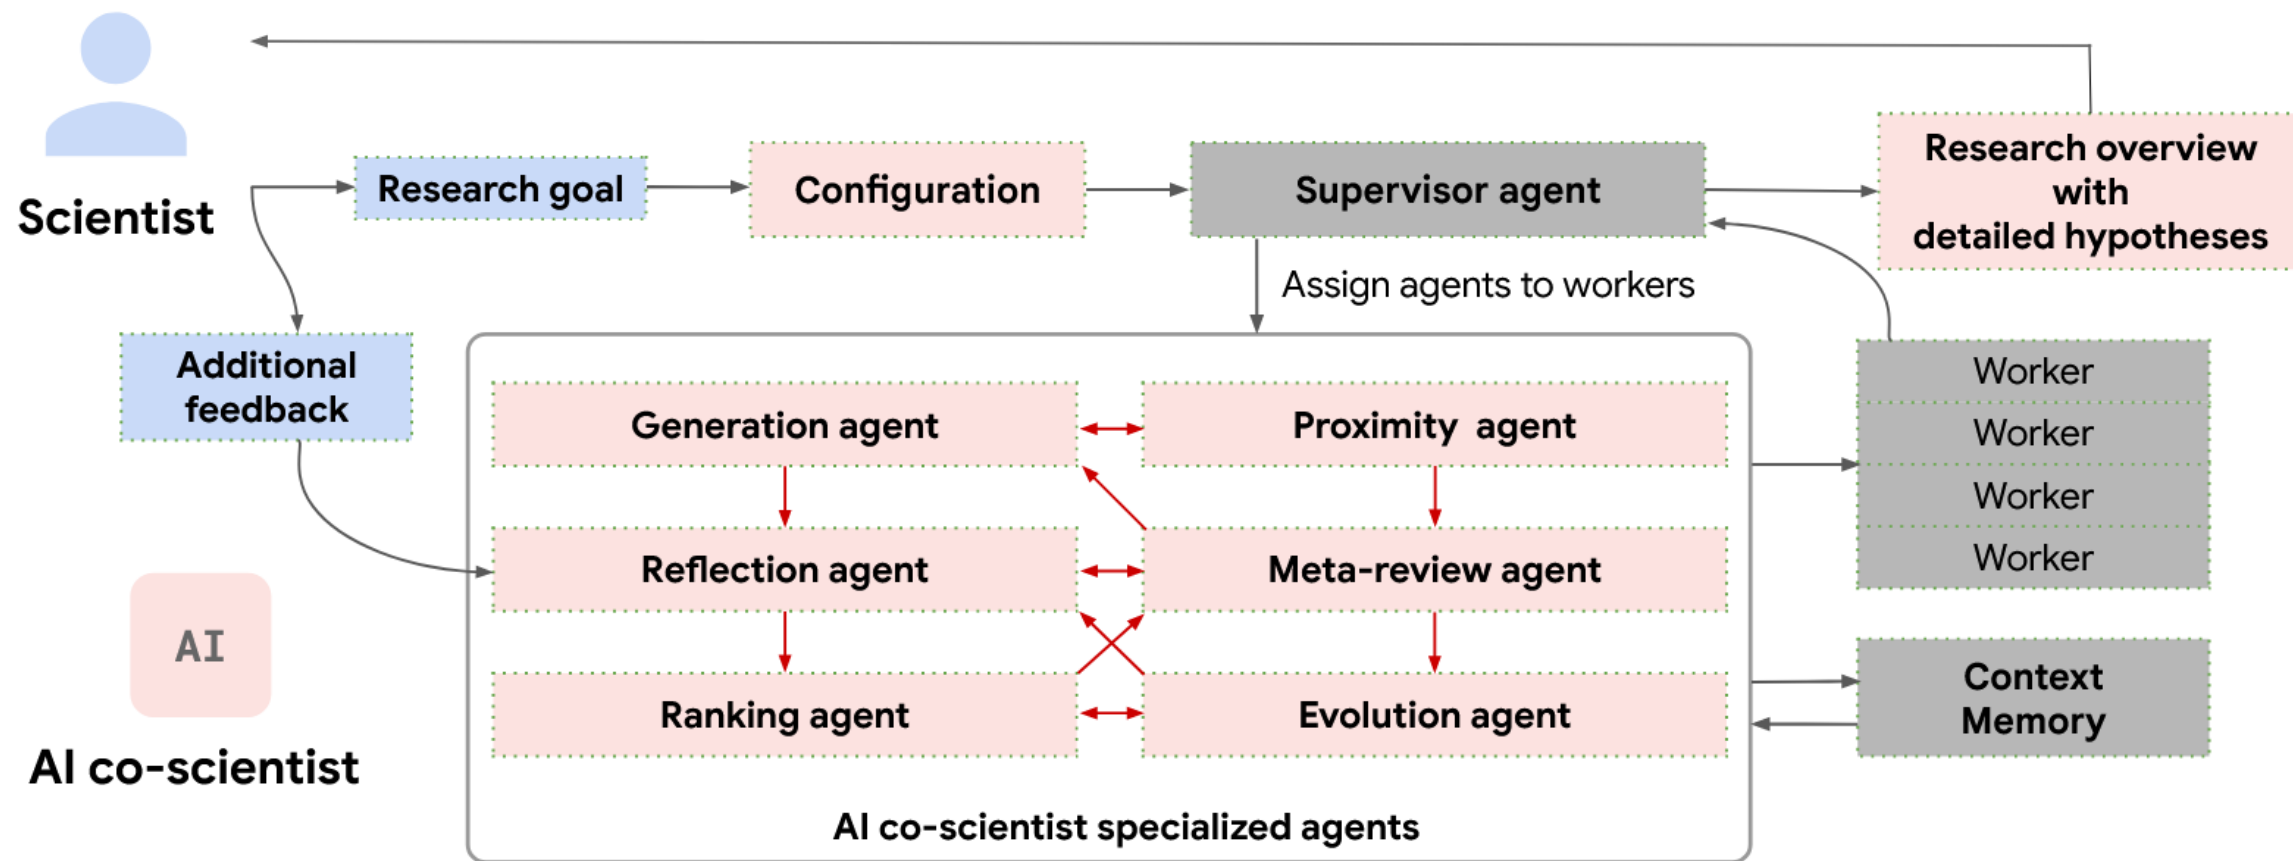 Scientist
Research goal
Configuration
Supervisor agent
Research overview
with
detailed hypotheses
Assign agents to workers
Additional
feedback
Generation agent
Proximity agent
Reflection agent
Meta-review agent
Ranking agent
Evolution agent
AI co-scientist specialized agents
Worker
Worker
Worker
Worker
Context
Memory
AI
AI co-scientist